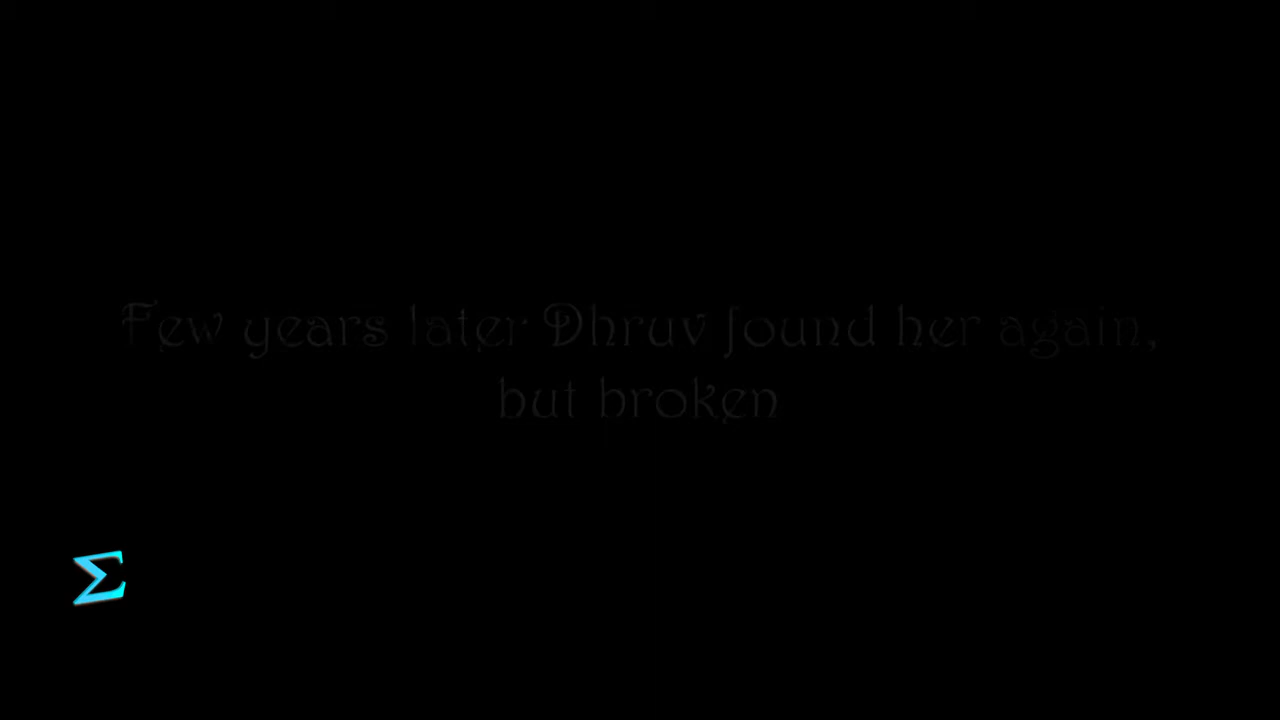 Few years later Dhruv found her again,
but broken
Σ